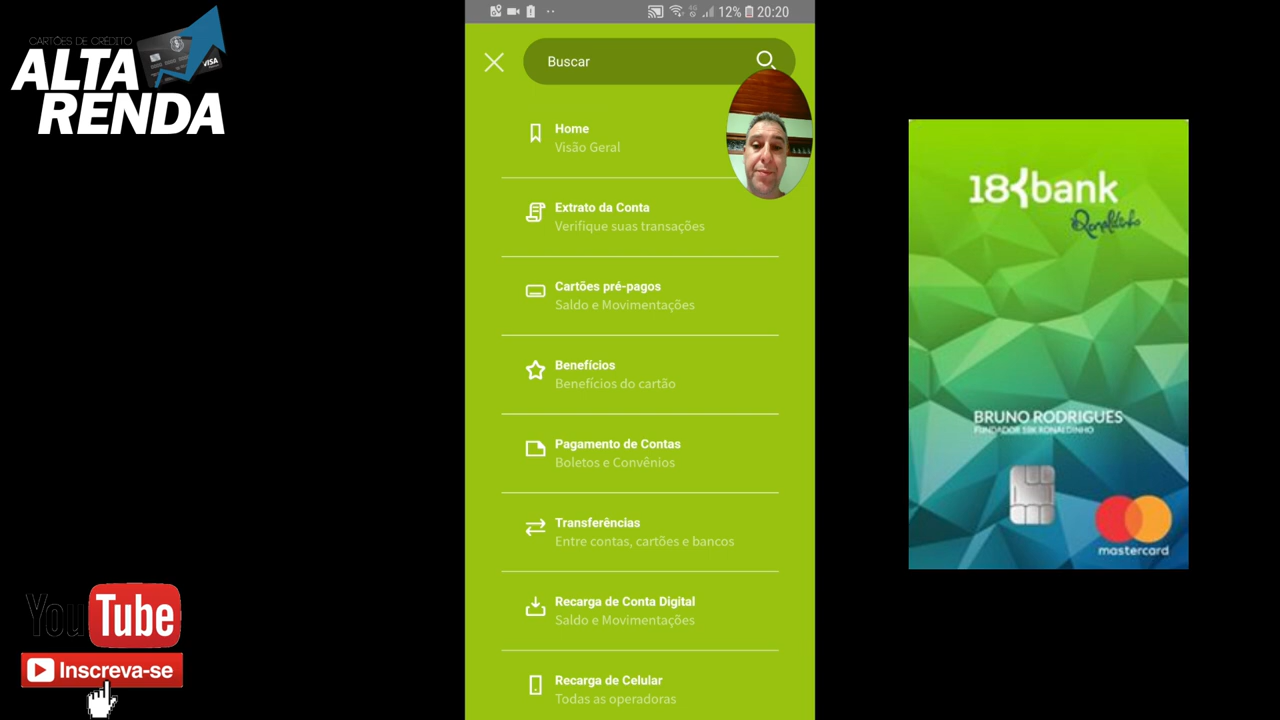 CARTÕES DE CRÉDITO
ALTA
RENDA
VISA
12% 20:20
Buscar
Home
Visão Geral
Extrato da Conta
Verifique suas transações
Cartões pré-pagos
Saldo e Movimentações
Benefícios
Benefícios do cartão
Pagamento de Contas
Boletos e Convênios
Transferências
Entre contas, cartões e bancos
Recarga de Conta Digital
Saldo e Movimentações
Recarga de Celular
Todas as operadoras
18K bank
Ronaldinho
BRUNO RODRIGUES
FUNDADOR 18K RONALDINHO
mastercard
YouTube
Inscreva-se